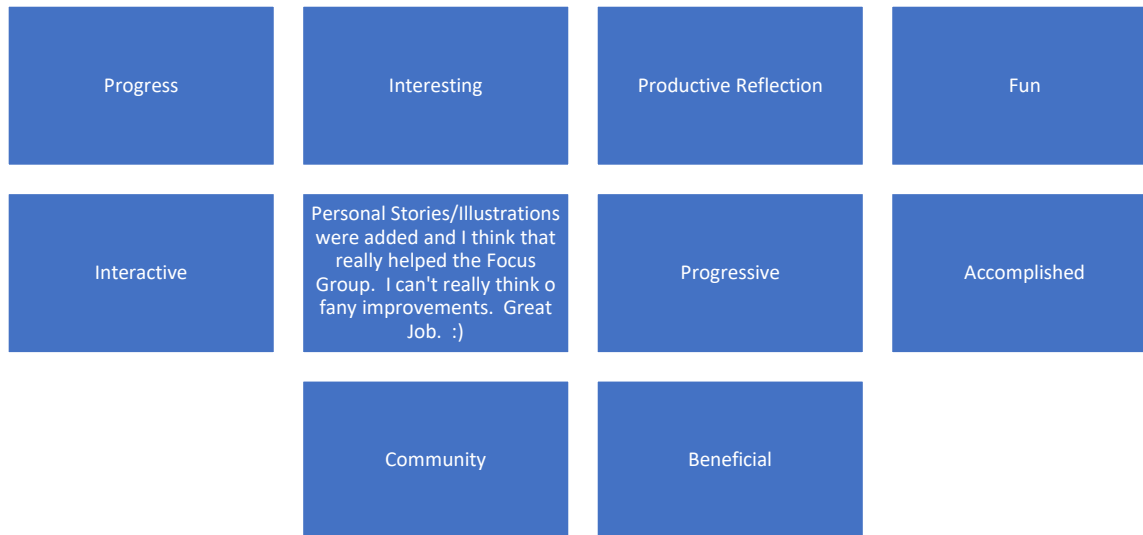 Progress
Interesting
Productive Reflection
Fun
Interactive
Personal Stories/Illustrations
were added and I think that
really helped the Focus
Group.  I can't really think o
fany improvements.  Great
Job.  :)
Progressive
Accomplished
Community
Beneficial